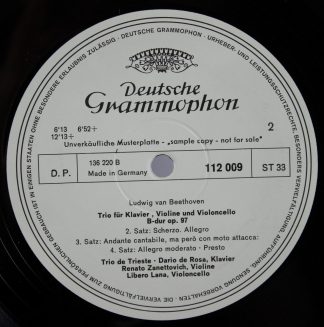 DEUTSCHE GRAMMOPHON · URHEBER- UND LEISTUNGSSCHUTZRECHTE
Deutsche
Grammophon
6'13 6'52+
12'13+
2
Unverkäufliche Musterplatte - „sample copy - not for sale"
D. P.
136 220 B
Made in Germany
112 009
ST 33
Ludwig van Beethoven
Trio für Klavier, Violine und Violoncello
B-dur op. 97
2. Satz: Scherzo. Allegro
3. Satz: Andante cantabile, ma però con moto attacca:
4. Satz: Allegro moderato - Presto
Trio de Trieste · Dario de Rosa, Klavier
Renato Zanettovich, Violine
Libero Lana, Violoncello